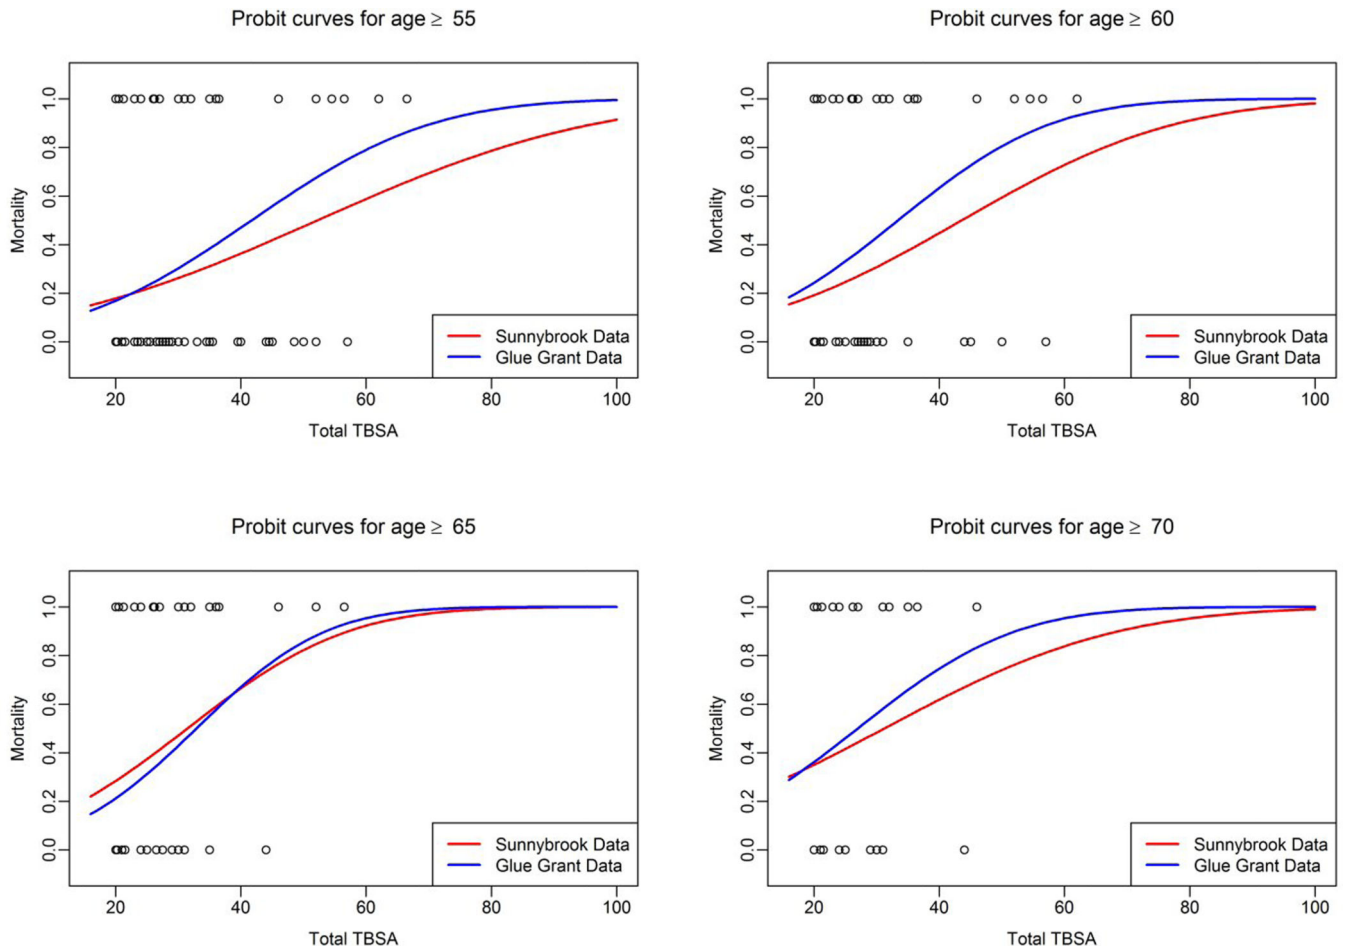 Probit curves for age ≥ 55
Mortality
0.0 0.2 0.4 0.6 0.8 1.0
Sunnybrook Data
Glue Grant Data
20 40 60 80 100
Total TBSA
Probit curves for age ≥ 60
Mortality
0.0 0.2 0.4 0.6 0.8 1.0
Sunnybrook Data
Glue Grant Data
20 40 60 80 100
Total TBSA
Probit curves for age ≥ 65
Mortality
0.0 0.2 0.4 0.6 0.8 1.0
Sunnybrook Data
Glue Grant Data
20 40 60 80 100
Total TBSA
Probit curves for age ≥ 70
Mortality
0.0 0.2 0.4 0.6 0.8 1.0
Sunnybrook Data
Glue Grant Data
20 40 60 80 100
Total TBSA